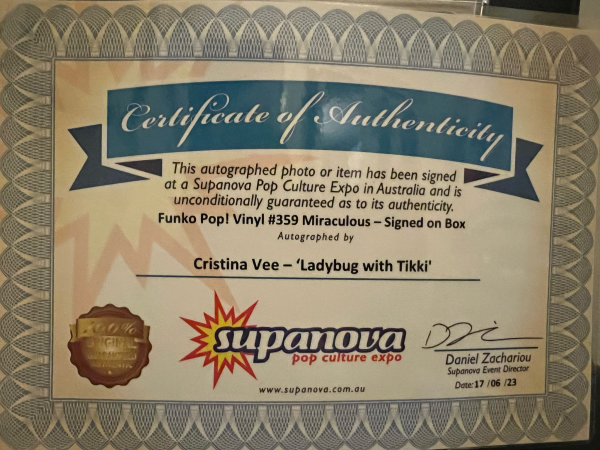 Certificate of Authenticity
This autographed photo or item has been signed
at a Supanova Pop Culture Expo in Australia and is
unconditionally guaranteed as to its authenticity.
Funko Pop! Vinyl #359 Miraculous – Signed on Box
Autographed by
Cristina Vee – ‘Ladybug with Tikki'
100%
ORIGINAL
supanova
pop culture expo
www.supanova.com.au
Daniel Zachariou
Supanova Event Director
Date: 17 /06 /23